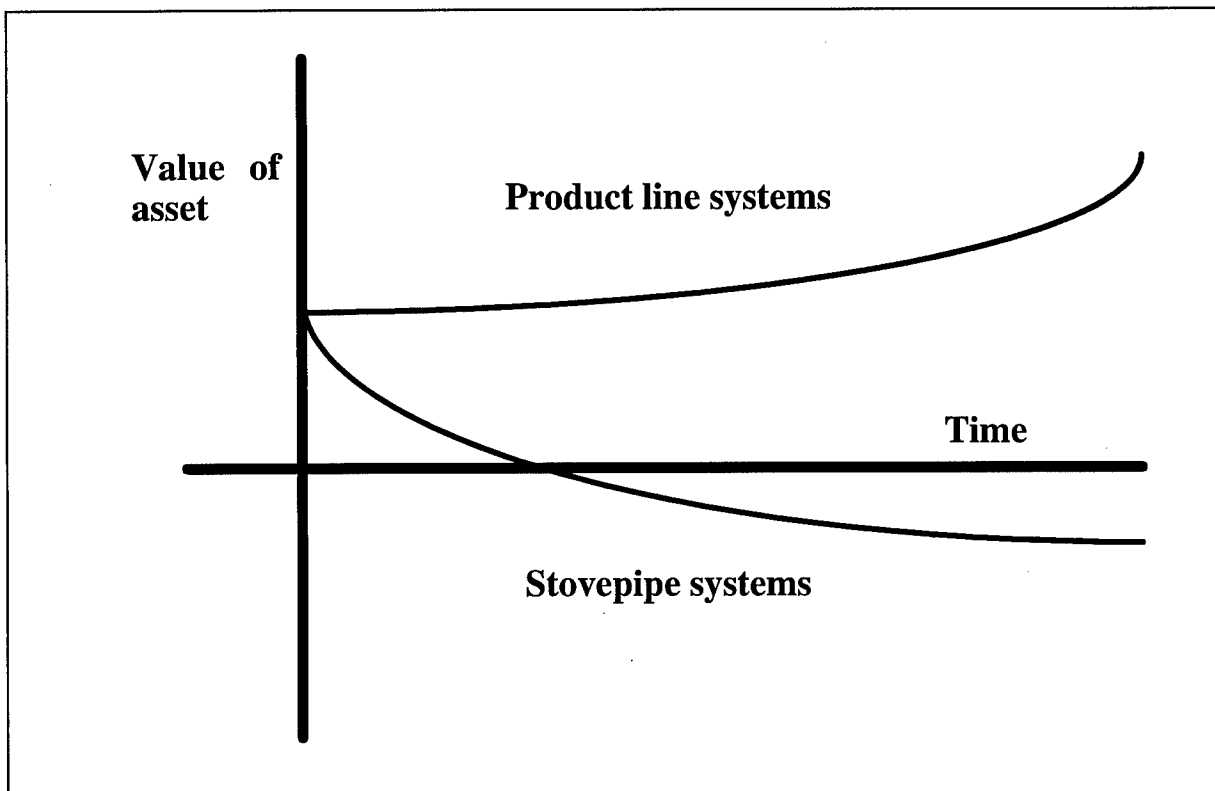 Value of
asset
Product line systems
Time
Stovepipe systems